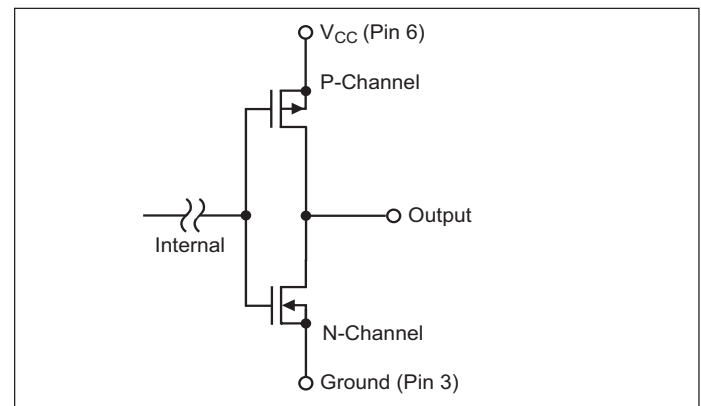 VCC (Pin 6)
P-Channel
Output
Internal
N-Channel
Ground (Pin 3)